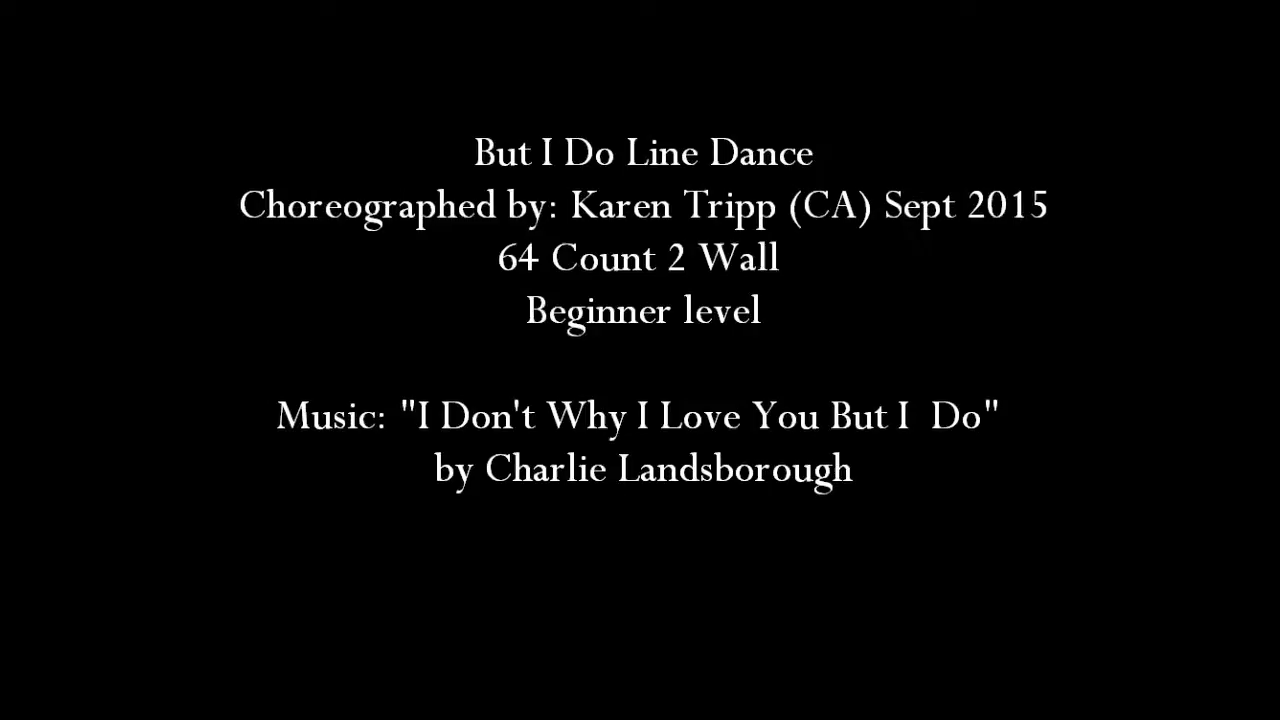 But I Do Line Dance
Choreographed by: Karen Tripp (CA) Sept 2015
64 Count 2 Wall
Beginner level
Music: "I Don't Why I Love You But I  Do"
by Charlie Landsborough